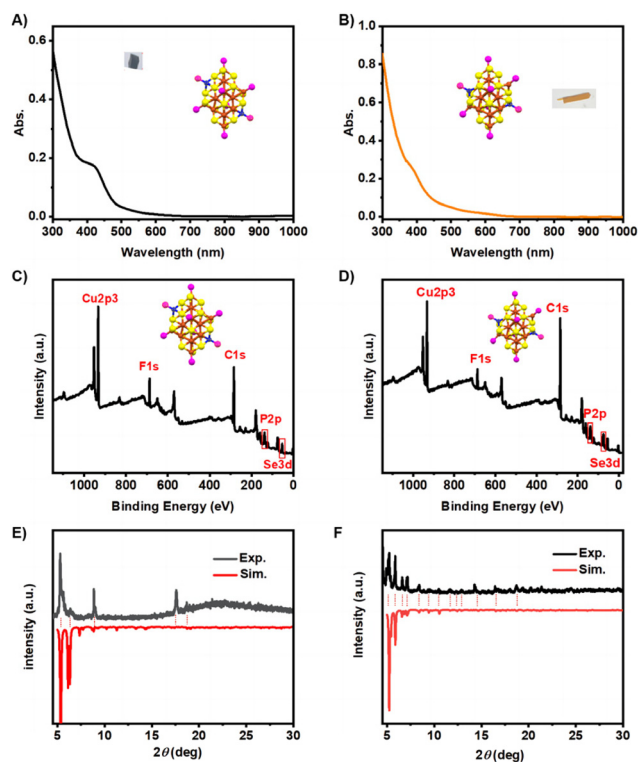 A)
0.6
0.4
0.2
0.0
Abs.
300 400 500 600 700 800 900 1000
Wavelength (nm)
B)
1.0
0.8
0.6
0.4
0.2
0.0
Abs.
300 400 500 600 700 800 900 1000
Wavelength (nm)
C)
Cu2p3
F1s
C1s
P2p
Se3d
Intensity (a.u.)
1000 800 600 400 200 0
Binding Energy (eV)
D)
Cu2p3
F1s
C1s
P2p
Se3d
Intensity (a.u.)
1000 800 600 400 200 0
Binding Energy (eV)
E)
Exp.
Sim.
intensity (a.u.)
5 10 15 20 25 30
2θ(deg)
F)
Exp.
Sim.
Intensity (a.u.)
5 10 15 20 25 30
2θ(deg)